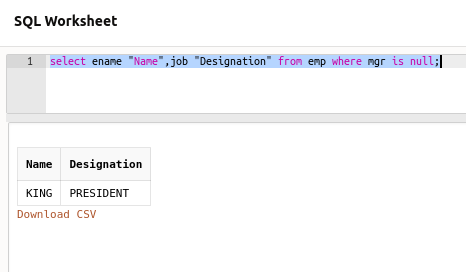 SQL Worksheet
1 select ename "Name",job "Designation" from emp where mgr is null;
Name Designation
KING PRESIDENT
Download CSV